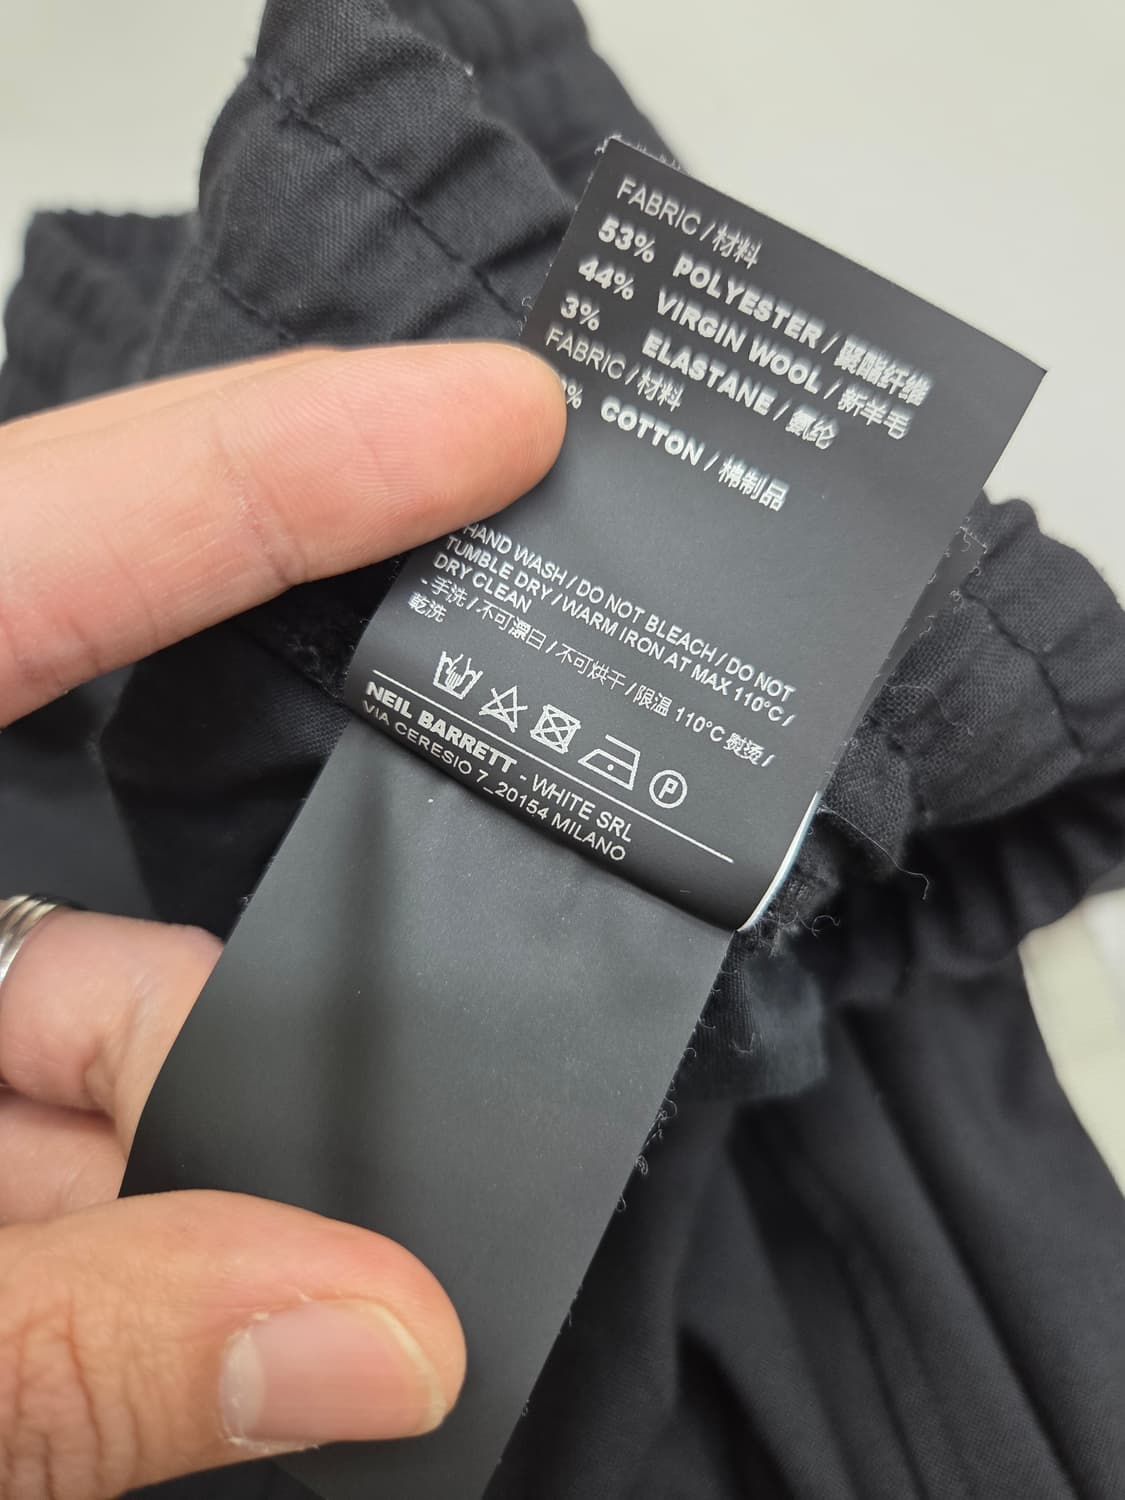 FABRIC / 材料
53% POLYESTER / 聚酯纤维
44% VIRGIN WOOL / 新羊毛
3% ELASTANE / 氨纶
FABRIC / 材料
% COTTON / 棉制品
HAND WASH / DO NOT BLEACH / DO NOT
TUMBLE DRY / WARM IRON AT MAX 110°C /
DRY CLEAN
- 手洗 / 不可漂白 / 不可烘干 / 限温 110°C 熨烫 /
乾洗
P
NEIL BARRETT - WHITE SRL
VIA CERESIO 7_20154 MILANO